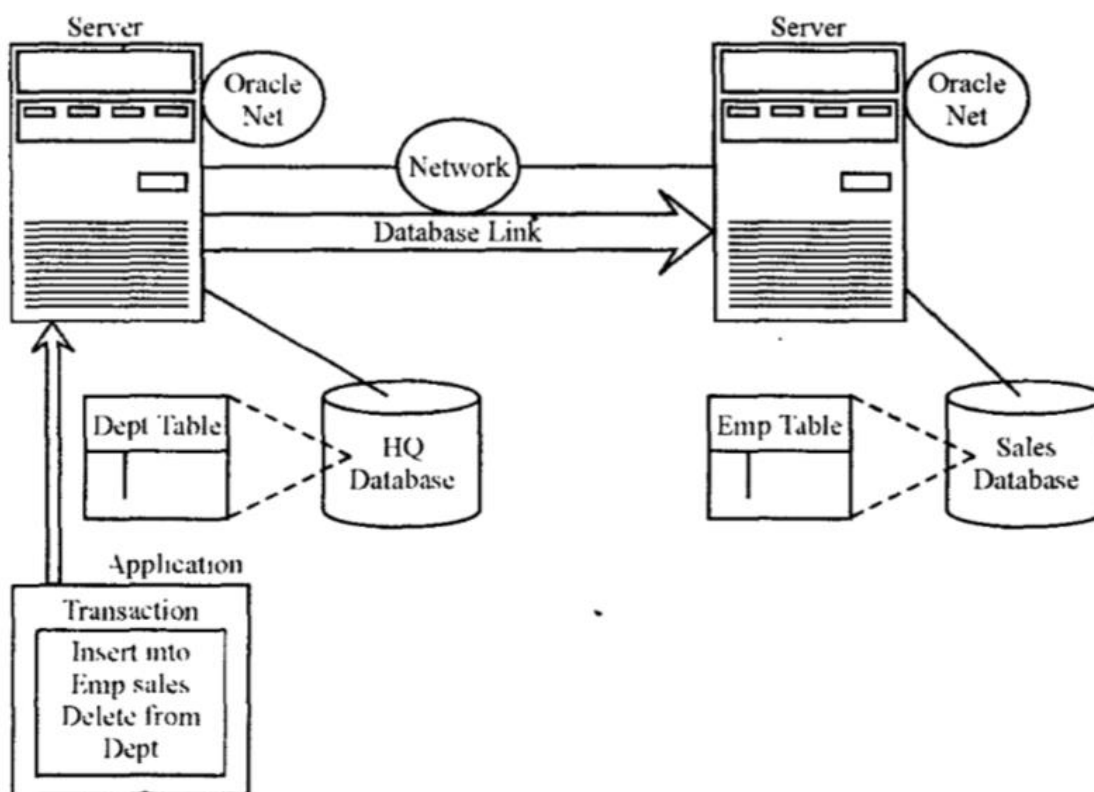 Server
Server
Oracle
Net
Oracle
Net
Network
Database Link
Dept Table
HQ
Database
Emp Table
Sales
Database
Application
Transaction
Insert into
Emp sales
Delete from
Dept